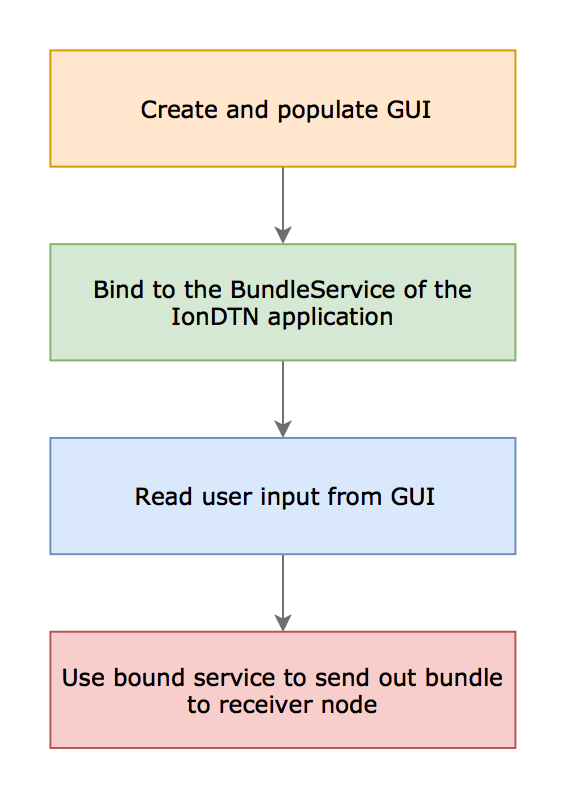 Create and populate GUI
Bind to the BundleService of the
IonDTN application
Read user input from GUI
Use bound service to send out bundle
to receiver node